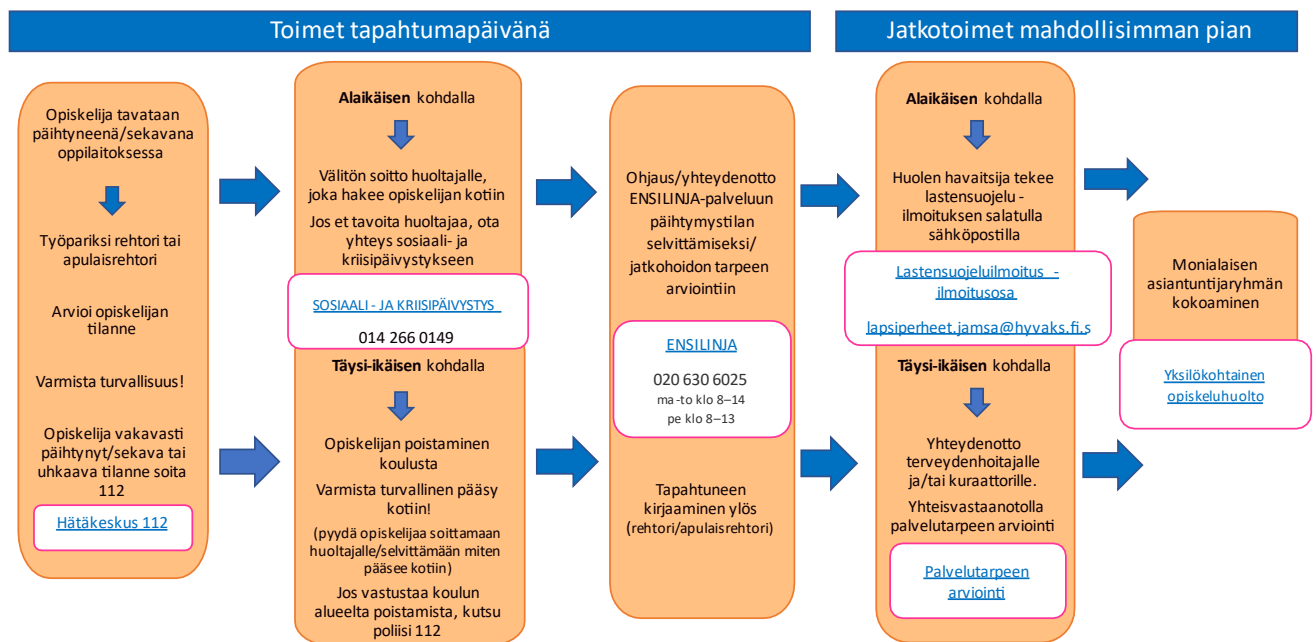 Toimet tapahtumapäivänä
Jatkotoimet mahdollisimman pian
Opiskelija tavataan
päihtyneenä/sekavana
oppilaitoksessa
Työpariksi rehtori tai
apulaisrehtori
Arvioi opiskelijan
tilanne
Varmista turvallisuus!
Opiskelija vakavasti
päihtynyt/sekava tai
uhkaava tilanne soita
112
Hätäkeskus 112
Alaikäisen kohdalla
Välitön soitto huoltajalle,
joka hakee opiskelijan kotiin
Jos et tavoita huoltajaa, ota
yhteys sosiaali- ja
kriisipäivystykseen
SOSIAALI - JA KRIISIPÄIVYSTYS
014 266 0149
Täysi-ikäisen kohdalla
Opiskelijan poistaminen
koulusta
Varmista turvallinen pääsy
kotiin!
(pyydä opiskelijaa soittamaan
huoltajalle/selvittämään miten
pääsee kotiin)
Jos vastustaa koulun
alueelta poistamista, kutsu
poliisi 112
Ohjaus/yhteydenotto
ENSILINJA-palveluun
päihtymystilan
selvittämiseksi/
jatkohoidon tarpeen
arviointiin
ENSILINJA
020 630 6025
ma-to klo 8–14
pe klo 8–13
Tapahtuneen
kirjaaminen ylös
(rehtori/apulaisrehtori)
Alaikäisen kohdalla
Huolen havaitsija tekee
lastensuojelu -
ilmoituksen salatulla
sähköpostilla
Lastensuojeluilmoitus -
ilmoitusosa
lapsiperheet.jamsa@hyvaks.fi.s
Täysi-ikäisen kohdalla
Yhteydenotto
terveydenhoitajalle
ja/tai kuraattorille.
Yhteisvastaanotolla
palvelutarpeen arviointi
Palvelutarpeen
arviointi
Monialaisen
asiantuntijaryhmän
kokoaminen
Yksilökohtainen
opiskeluhuolto